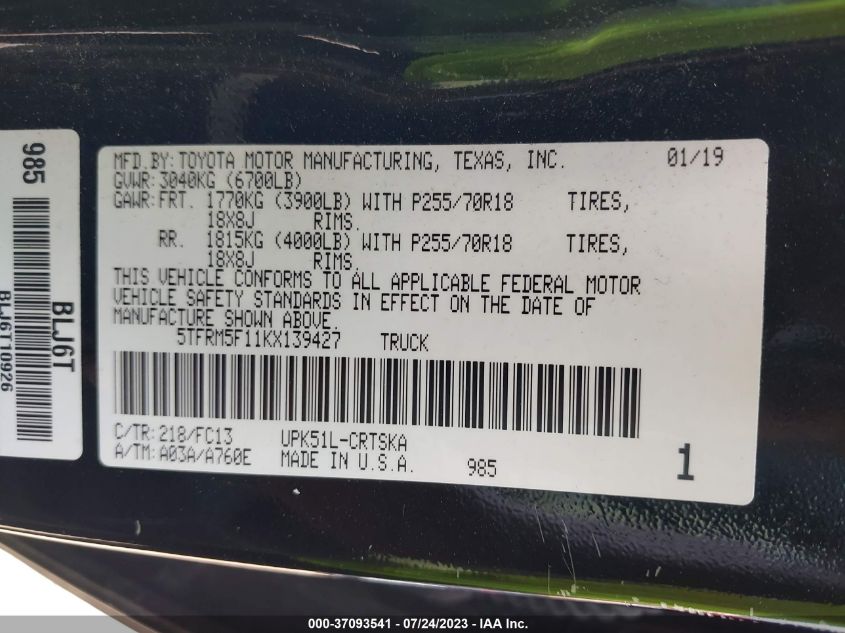 985
BLJ6T
BLJ6T10926
MFD.BY:TOYOTA MOTOR MANUFACTURING, TEXAS, INC. 01/19
GVWR:3040KG (6700LB)
GAWR:FRT. 1770KG (3900LB) WITH P255/70R18 TIRES,
18X8J RIMS.
RR. 1815KG (4000LB) WITH P255/70R18 TIRES,
18X8J RIMS.
THIS VEHICLE CONFORMS TO ALL APPLICABLE FEDERAL MOTOR
VEHICLE SAFETY STANDARDS IN EFFECT ON THE DATE OF
MANUFACTURE SHOWN ABOVE.
5TFRM5F11KX139427 TRUCK
C/TR:218/FC13 UPK51L-CRTSKA
A/TM:A03A/A760E MADE IN U.S.A. 985 1
000-37093541 / 07/24/2023 - IAA Inc.